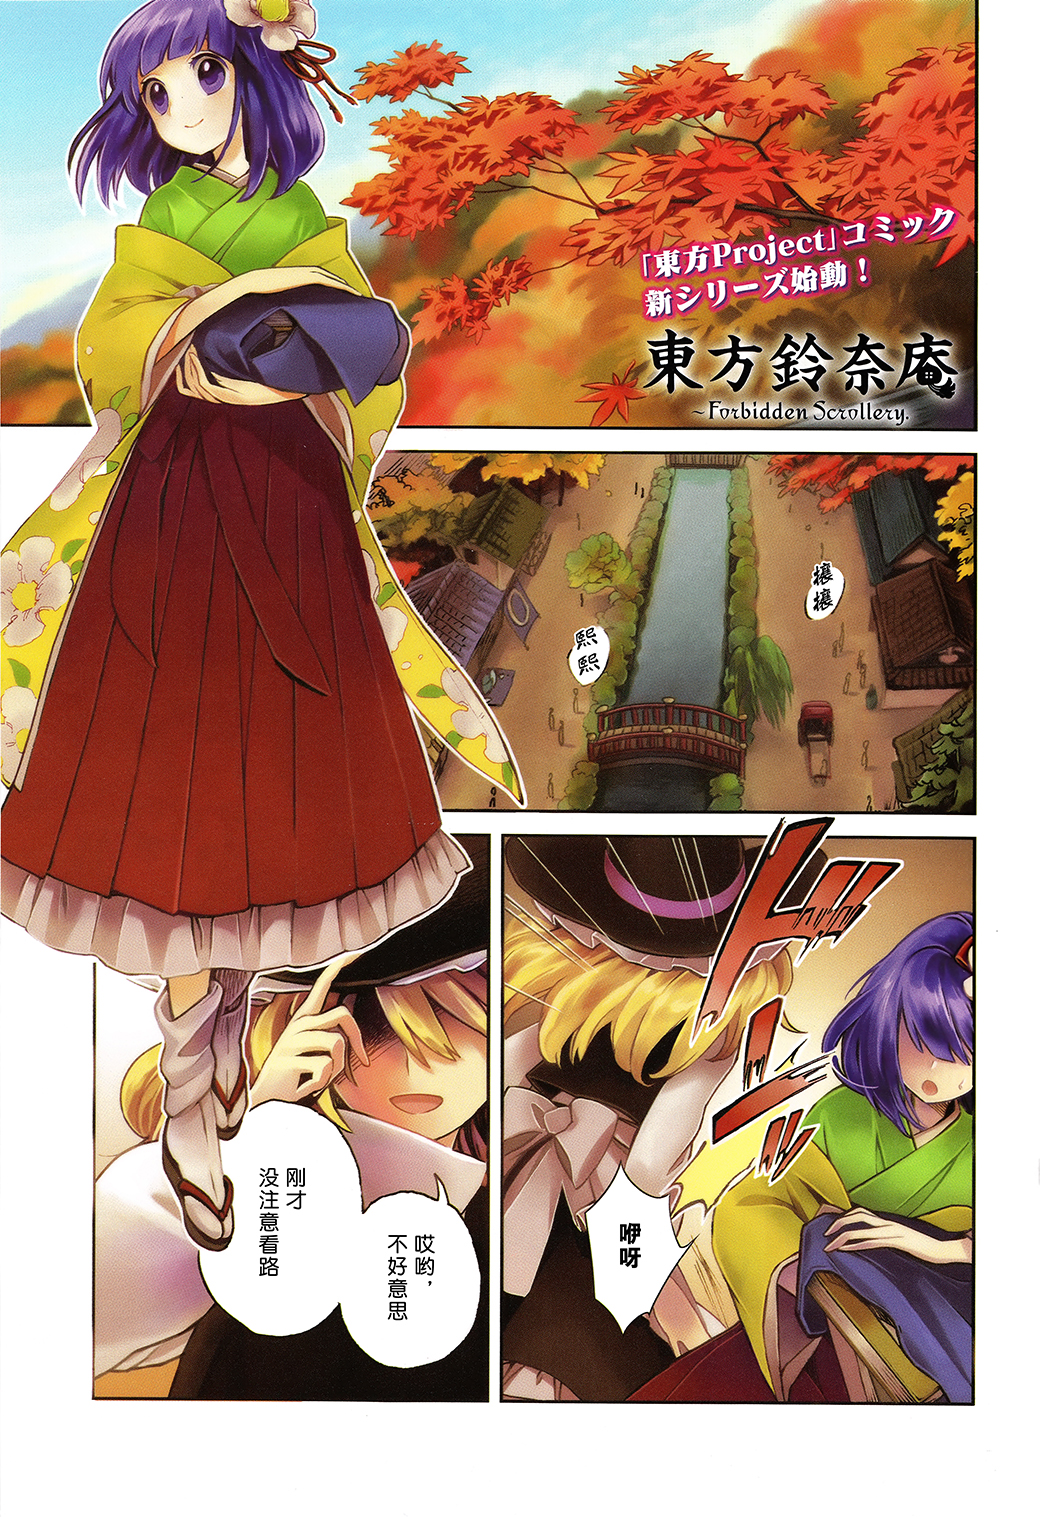 「東方Project」コミック
新シリーズ始動！
東方鈴奈庵
~Forbidden Scrollery.
攘攘
熙熙
ドレッ
咿呀
哎哟，
不好意思
刚才
没注意看路